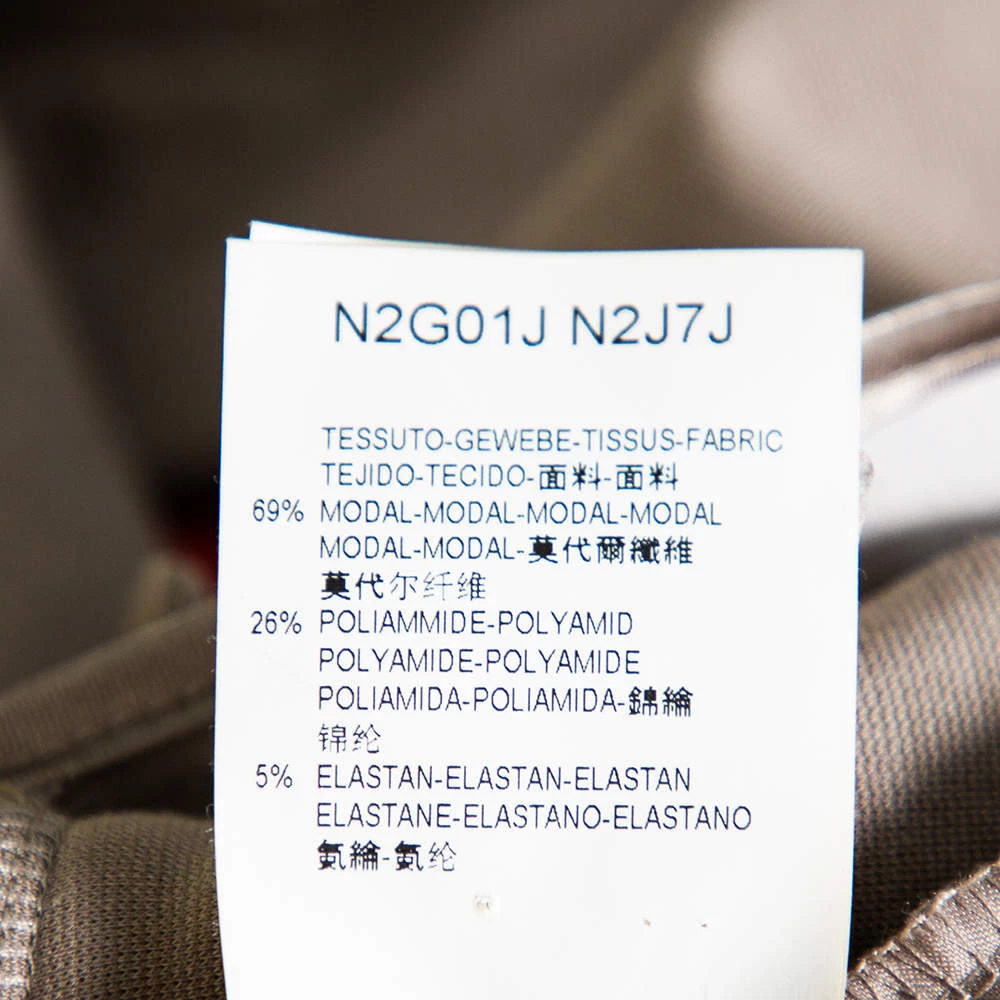 N2G01J N2J7J
TESSUTO-GEWEBE-TISSUS-FABRIC
TEJIDO-TECIDO-面料-面料
69% MODAL-MODAL-MODAL-MODAL
MODAL-MODAL-莫代爾纖維
莫代尔纤维
26% POLIAMMIDE-POLYAMID
POLYAMIDE-POLYAMIDE
POLIAMIDA-POLIAMIDA-錦綸
锦纶
5% ELASTAN-ELASTAN-ELASTAN
ELASTANE-ELASTANO-ELASTANO
氨綸-氨纶